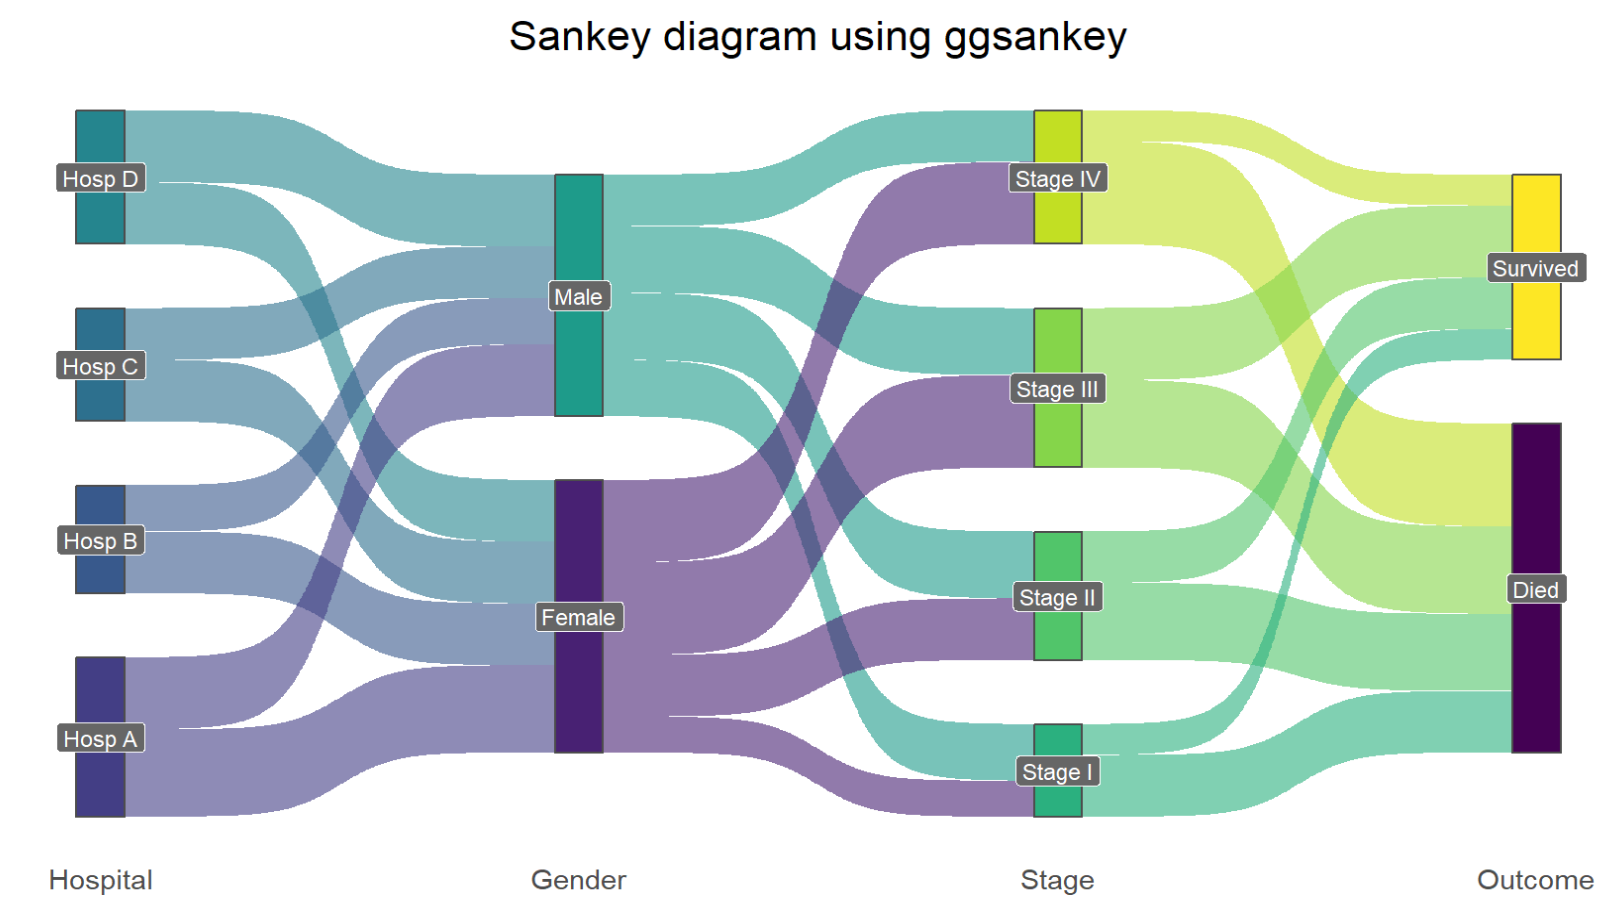 Sankey diagram using ggsankey
Hosp D
Hosp C
Hosp B
Hosp A
Male
Female
Stage IV
Stage III
Stage II
Stage I
Survived
Died
Hospital
Gender
Stage
Outcome